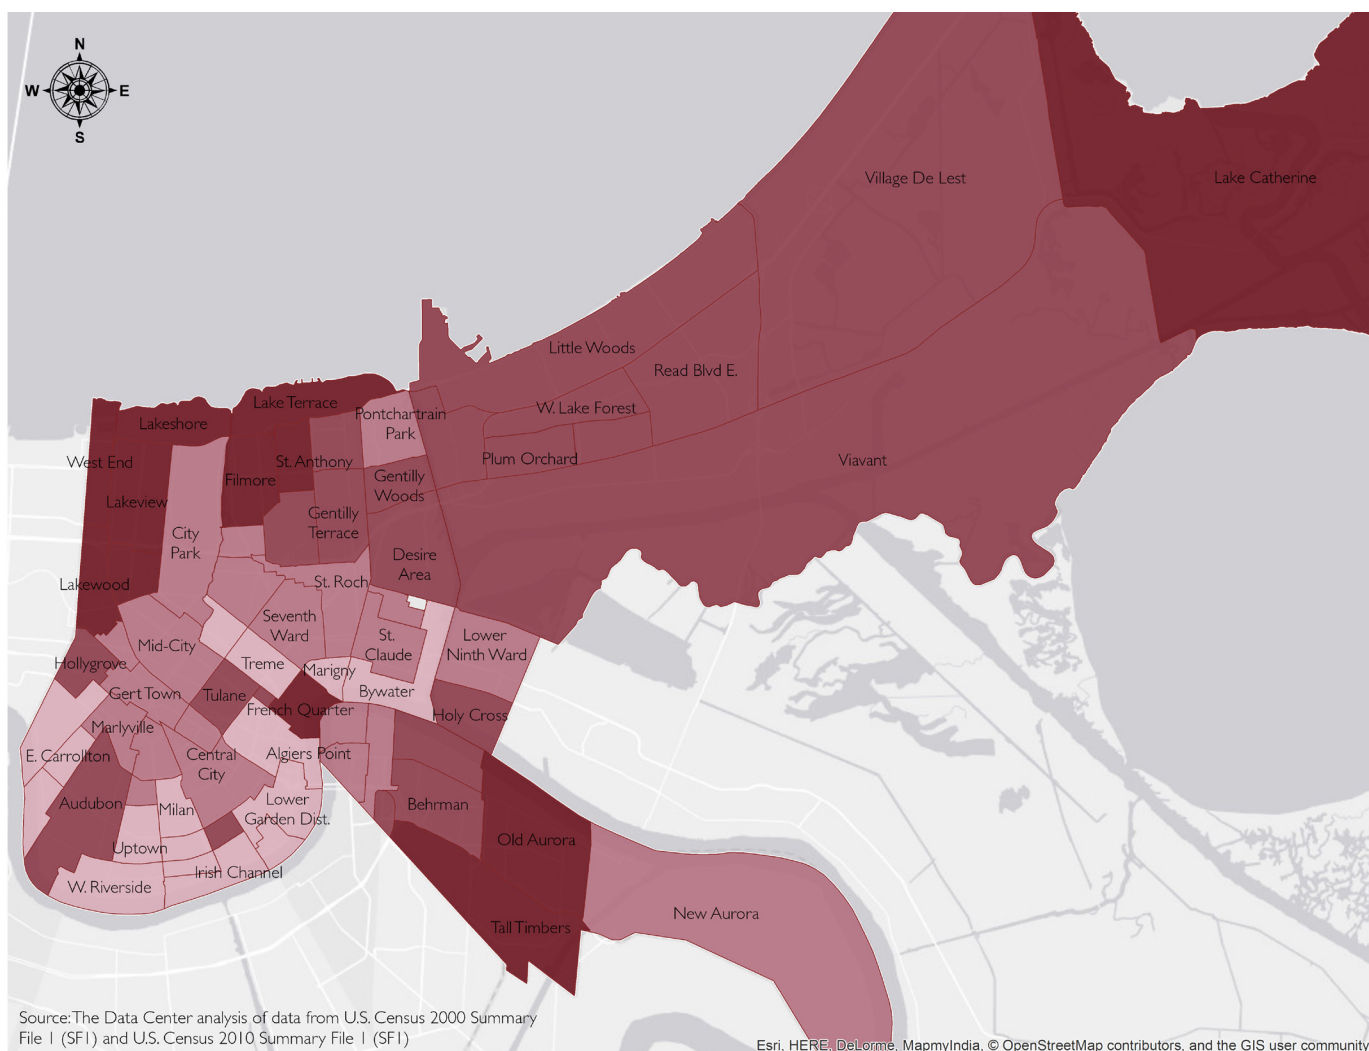 N
W
E
S
Village De Lest
Lake Catherine
Little Woods
Read Blvd E.
W. Lake Forest
Lake Terrace
Pontchartrain
Park
Lakeshore
West End
St. Anthony
Plum Orchard
Viavant
Filmore
Gentilly
Woods
Lakeview
Gentilly
Terrace
City
Park
Desire
Area
Lakewood
St. Roch
Seventh
Ward
St.
Claude
Lower
Ninth Ward
Mid-City
Hollygrove
Treme
Marigny
Gert Town
Tulane
Bywater
French Quarter
Holy Cross
Marlyville
E. Carrollton
Central
City
Algiers Point
Audubon
Milan
Lower
Garden Dist.
Behrman
Uptown
Old Aurora
Irish Channel
W. Riverside
New Aurora
Tall Timbers
Source: The Data Center analysis of data from U.S. Census 2000 Summary
File 1 (SF1) and U.S. Census 2010 Summary File 1 (SF1)
Esri, HERE, DeLorme, MapmyIndia, © OpenStreetMap contributors, and the GIS user community